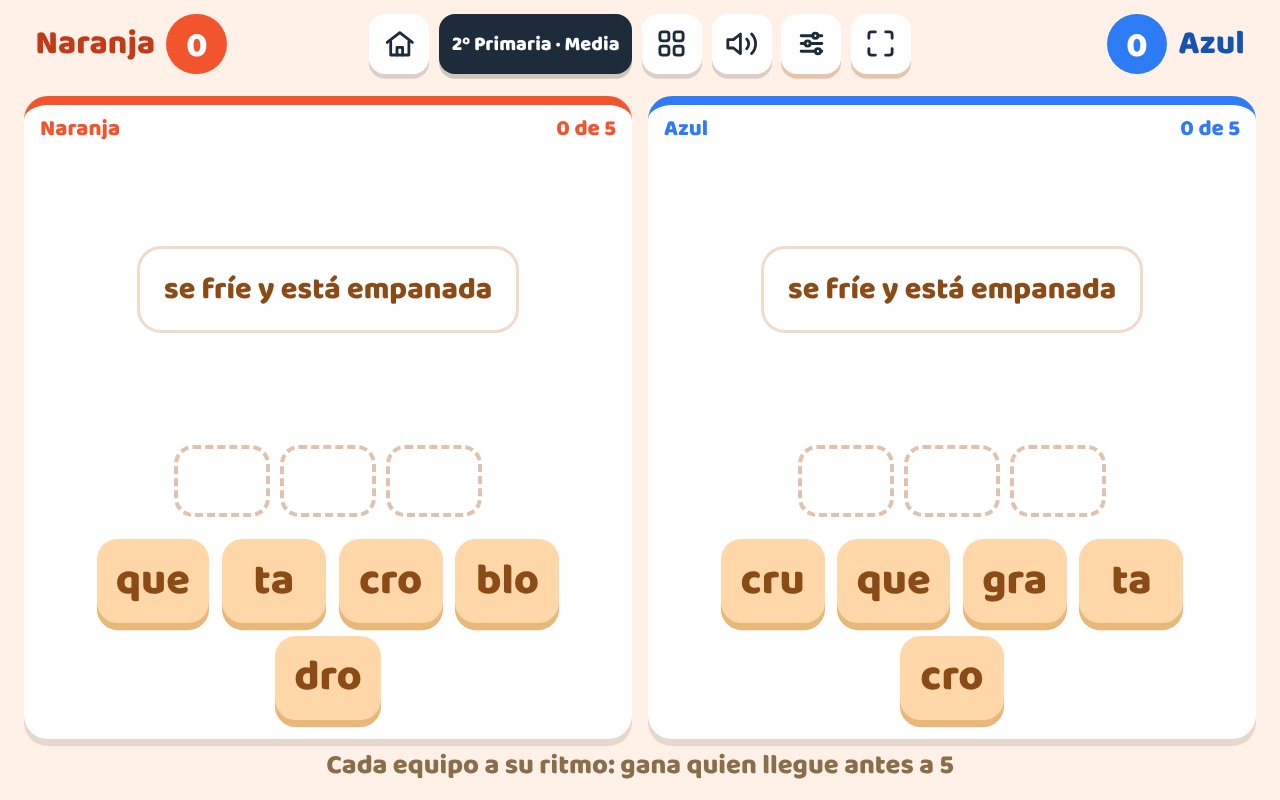 Naranja 0 2º Primaria · Media 0 Azul
Naranja 0 de 5
se fríe y está empanada
que ta cro blo
dro
Azul 0 de 5
se fríe y está empanada
cru que gra ta
cro
Cada equipo a su ritmo: gana quien llegue antes a 5